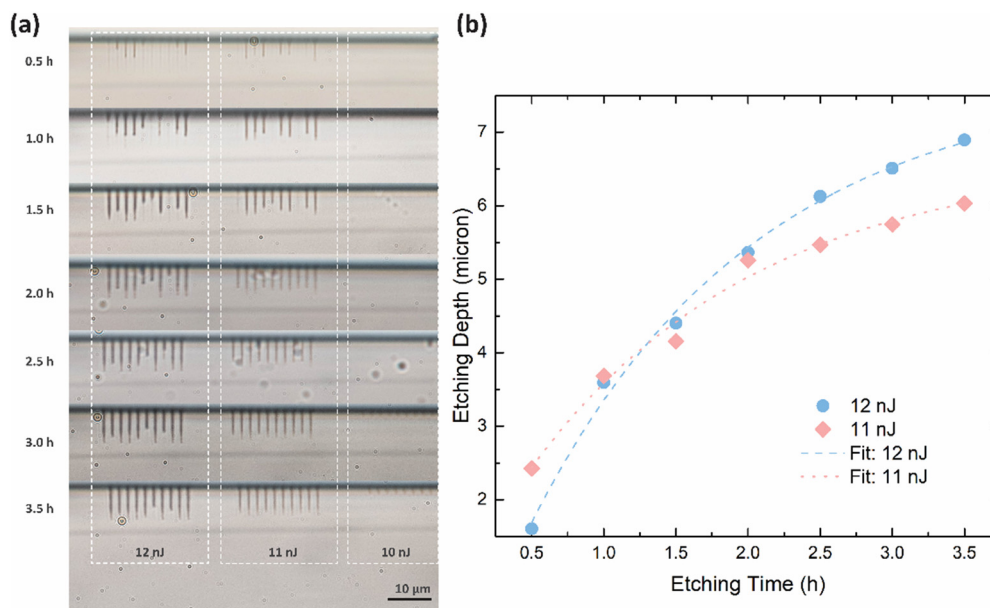 (a)
0.5 h
1.0 h
1.5 h
2.0 h
2.5 h
3.0 h
3.5 h
12 nJ
11 nJ
10 nJ
10 μm
(b)
Etching Depth (micron)
7
6
5
4
3
2
12 nJ
11 nJ
Fit: 12 nJ
Fit: 11 nJ
0.5 1.0 1.5 2.0 2.5 3.0 3.5
Etching Time (h)